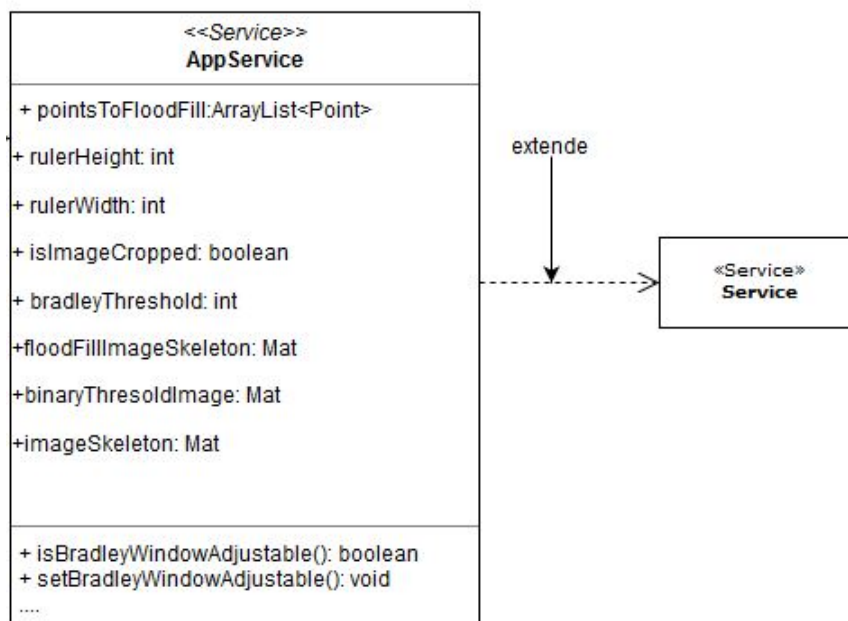 <<Service>>
AppService
+ pointsToFloodFill:ArrayList<Point>
+ rulerHeight: int
+ rulerWidth: int
+ isImageCropped: boolean
+ bradleyThreshold: int
+floodFillImageSkeleton: Mat
+binaryThresoldImage: Mat
+imageSkeleton: Mat
+ isBradleyWindowAdjustable(): boolean
+ setBradleyWindowAdjustable(): void
....
extende
«Service»
Service